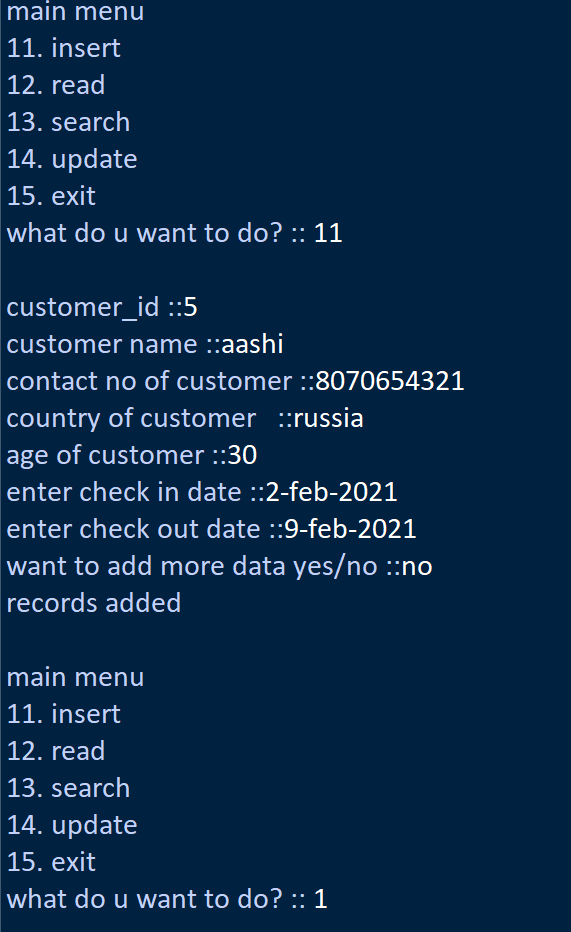 main menu
11. insert
12. read
13. search
14. update
15. exit
what do u want to do? :: 11
customer_id ::5
customer name ::aashi
contact no of customer ::8070654321
country of customer   ::russia
age of customer ::30
enter check in date ::2-feb-2021
enter check out date ::9-feb-2021
want to add more data yes/no ::no
records added
main menu
11. insert
12. read
13. search
14. update
15. exit
what do u want to do? :: 1